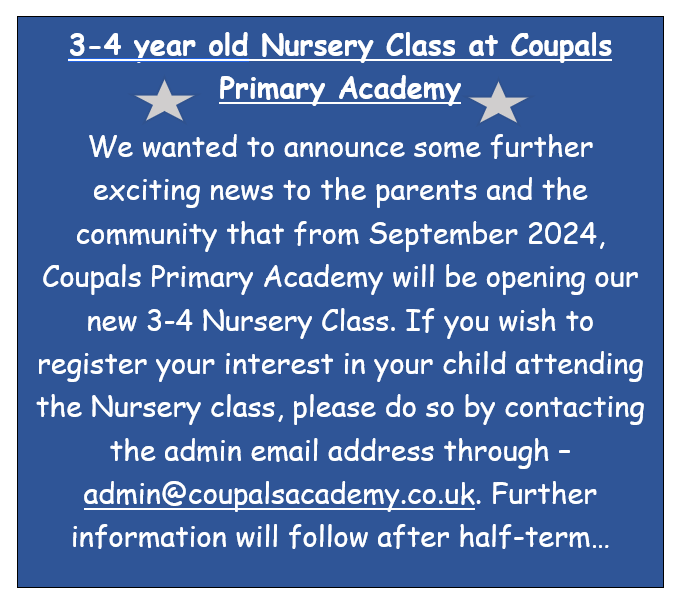 3-4 year old Nursery Class at Coupals
Primary Academy
We wanted to announce some further
exciting news to the parents and the
community that from September 2024,
Coupals Primary Academy will be opening our
new 3-4 Nursery Class. If you wish to
register your interest in your child attending
the Nursery class, please do so by contacting
the admin email address through –
admin@coupalsacademy.co.uk. Further
information will follow after half-term…